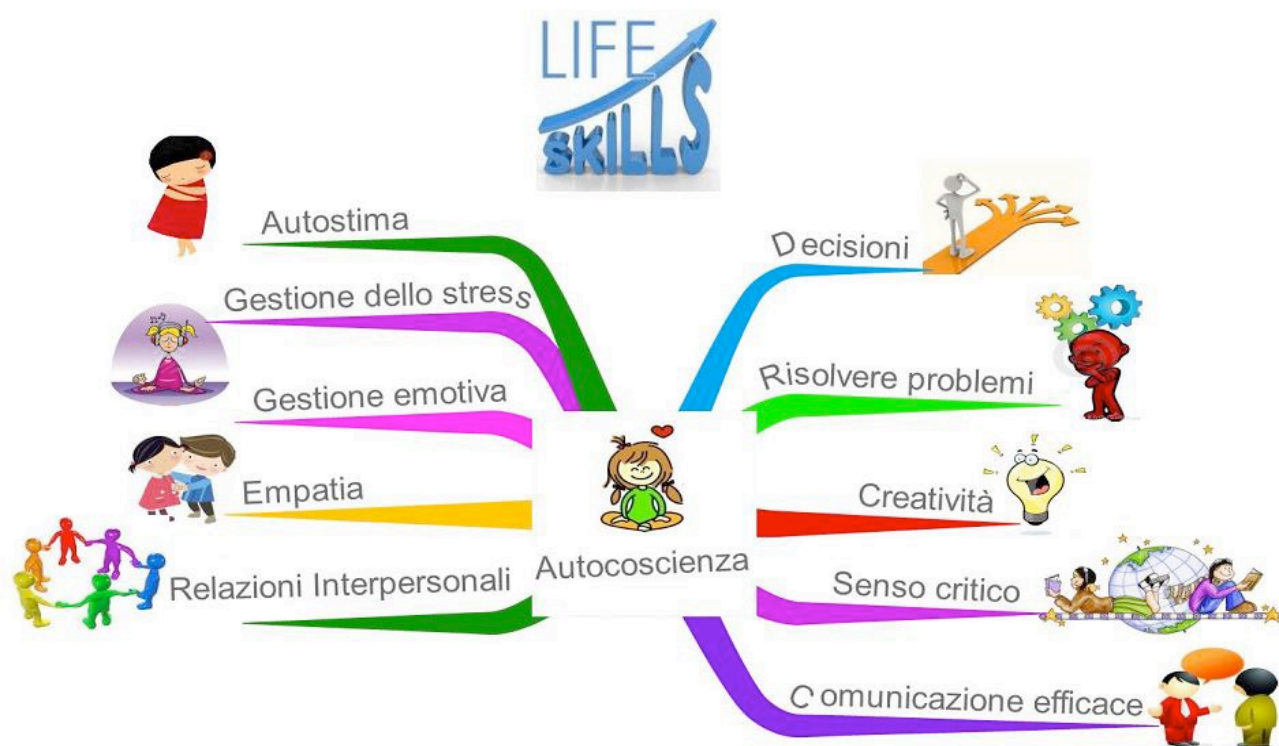 LIFE
SKILLS
Autostima
Gestione dello stress
Gestione emotiva
Empatia
Relazioni Interpersonali
Autocoscienza
Decisioni
Risolvere problemi
Creatività
Senso critico
Comunicazione efficace